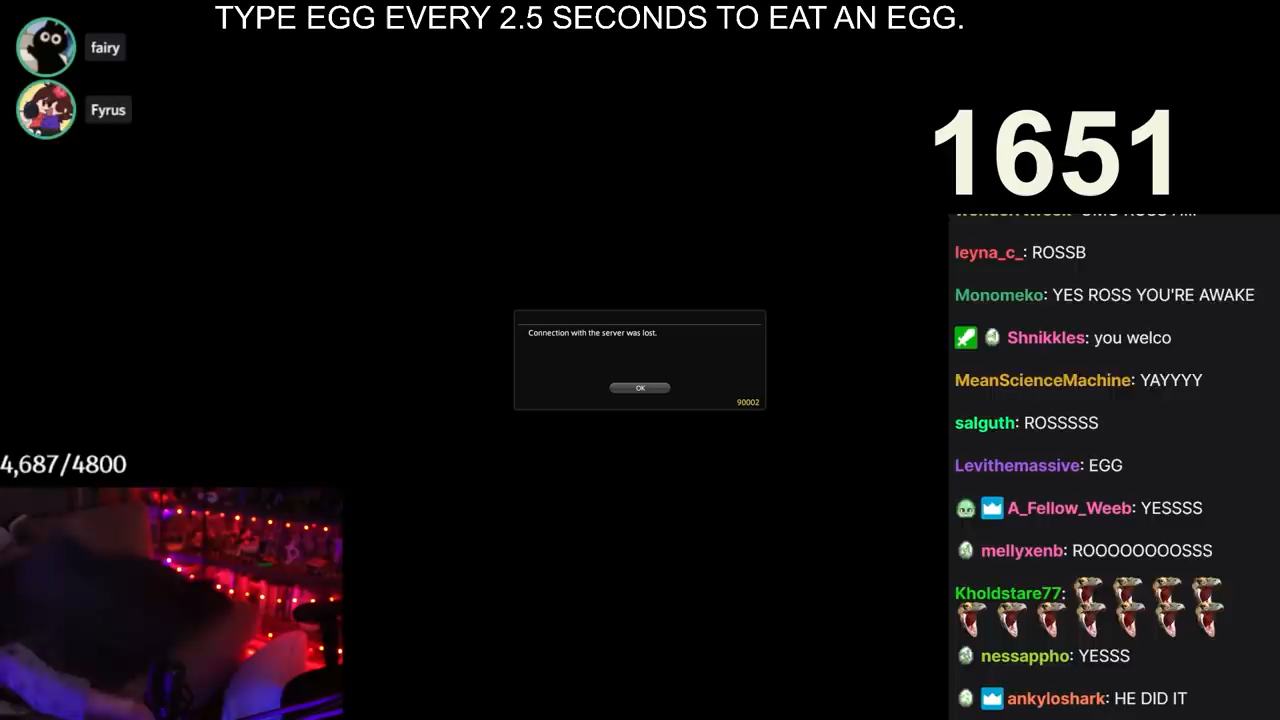 TYPE EGG EVERY 2.5 SECONDS TO EAT AN EGG.
fairy
Fyrus
1651
leyna_c_: ROSSB
Monomeko: YES ROSS YOU'RE AWAKE
Shnikkles: you welco
MeanScienceMachine: YAYYYY
salguth: ROSSSSS
Levithemassive: EGG
A_Fellow_Weeb: YESSSS
mellyxenb: ROOOOOOOOSSS
Kholdstare77:
nessappho: YESSS
ankyloshark: HE DID IT
Connection with the server was lost.
OK
90002
4,687/4800